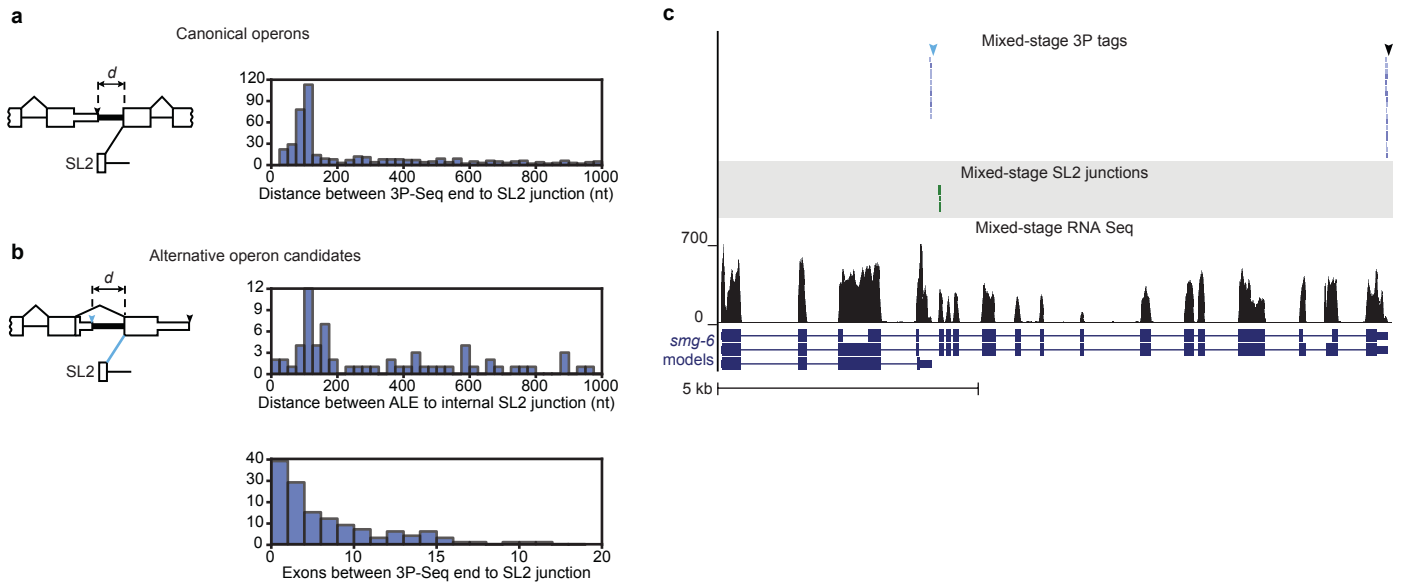 a
Canonical operons
d
SL2
120
90
60
30
0
0 200 400 600 800 1000
Distance between 3P-Seq end to SL2 junction (nt)
b
Alternative operon candidates
d
SL2
12
9
6
3
0
0 200 400 600 800 1000
Distance between ALE to internal SL2 junction (nt)
40
30
40
10
0
0 10 15 10 20
Exons between 3P-Seq end to SL2 junction
c
Mixed-stage 3P tags
Mixed-stage SL2 junctions
Mixed-stage RNA Seq
700
0
smg-6
models
5 kb